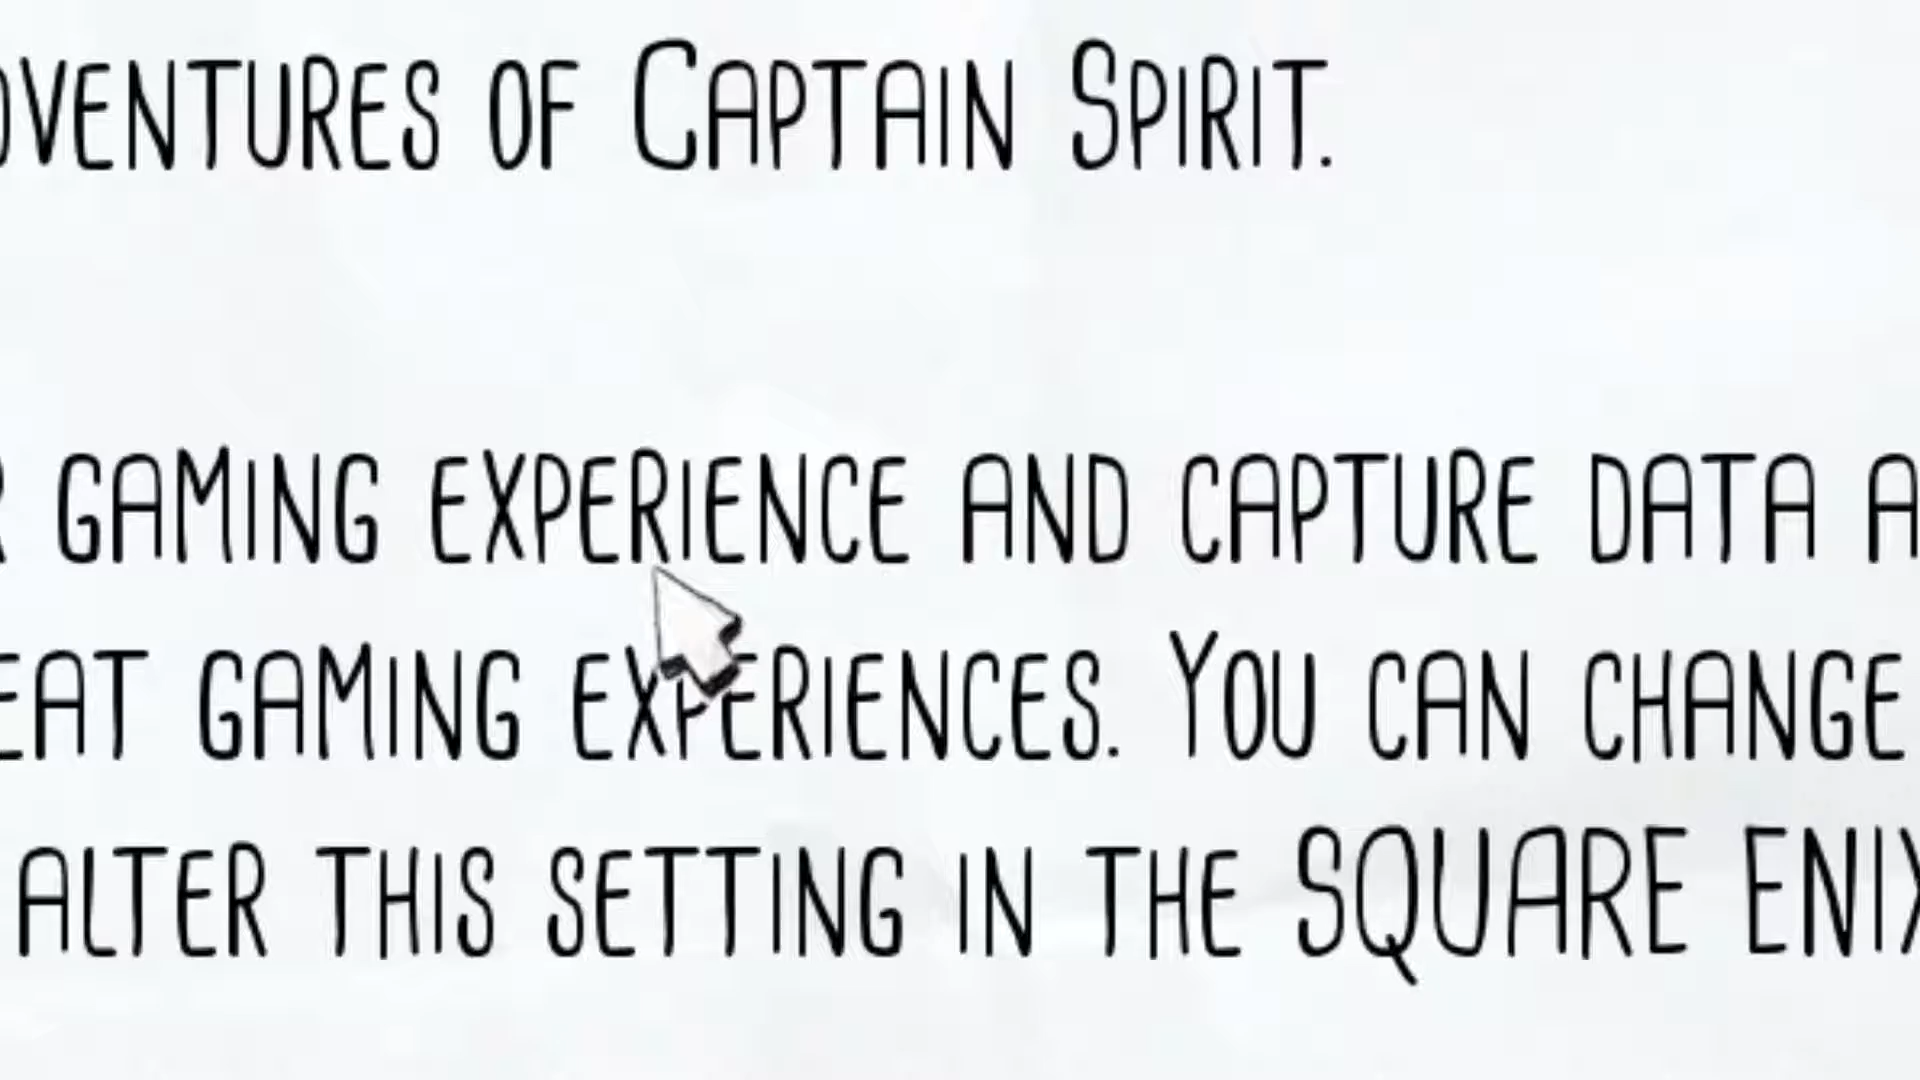 DVENTURES OF CAPTAIN SPIRIT.
R GAMING EXPERIENCE AND CAPTURE DATA A
EAT GAMING EXPERIENCES. YOU CAN CHANGE
ALTER THIS SETTING IN THE SQUARE ENIX